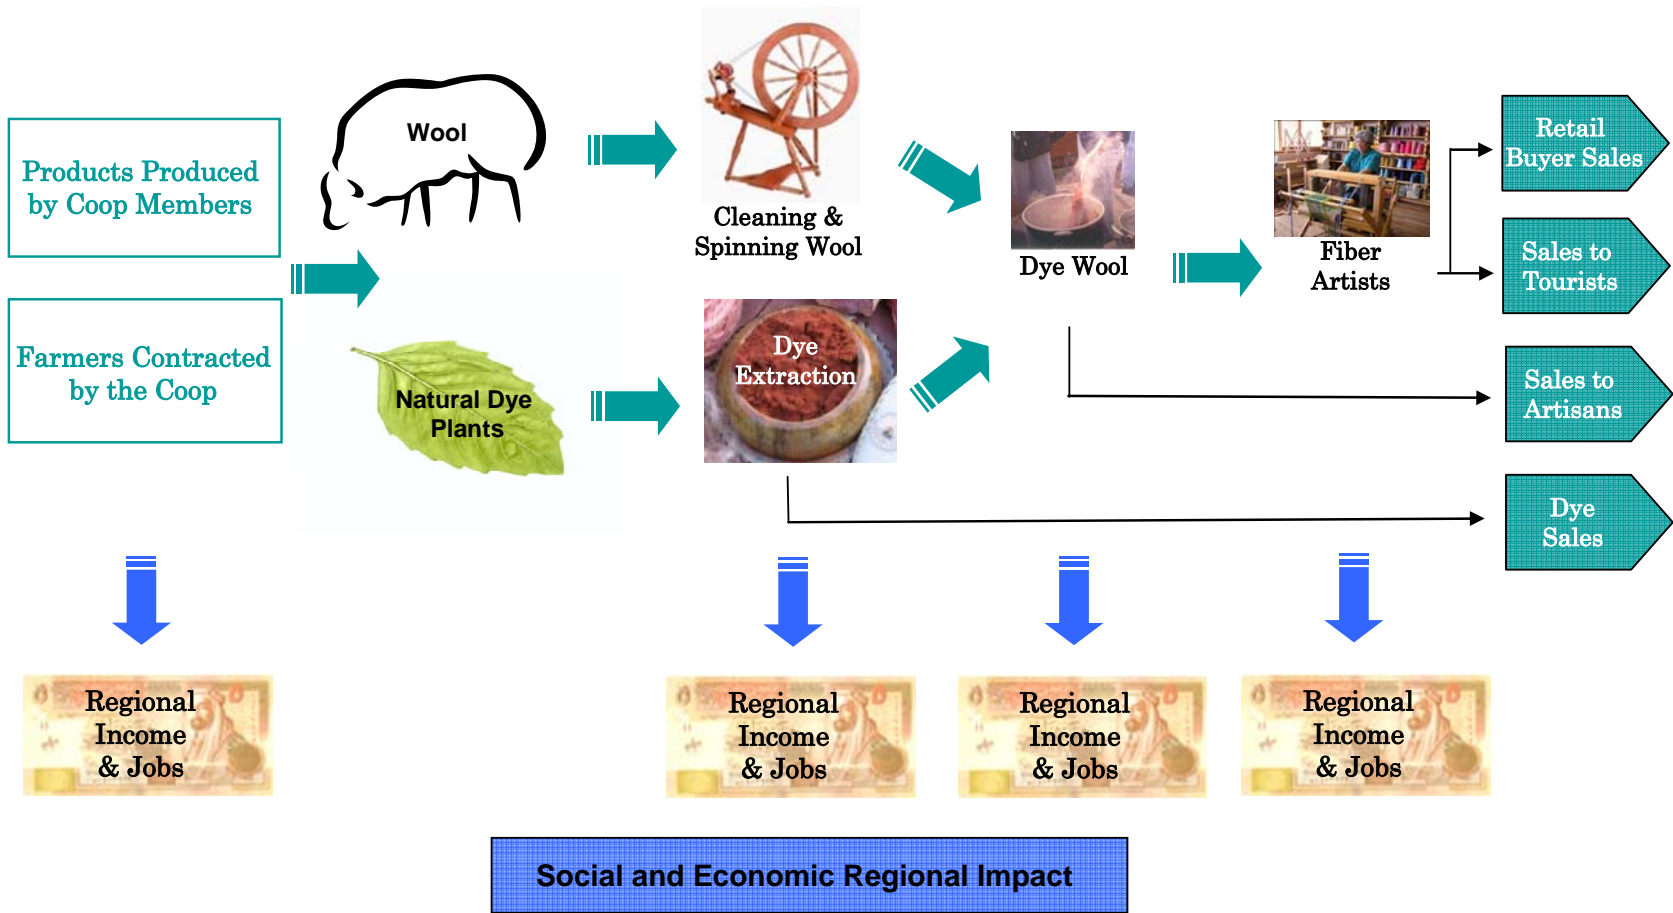 Products Produced
by Coop Members
Farmers Contracted
by the Coop
Wool
Natural Dye
Plants
Cleaning &
Spinning Wool
Dye
Extraction
Dye Wool
Fiber
Artists
Retail
Buyer Sales
Sales to
Tourists
Sales to
Artisans
Dye
Sales
Regional
Income
& Jobs
Regional
Income
& Jobs
Regional
Income
& Jobs
Regional
Income
& Jobs
Social and Economic Regional Impact